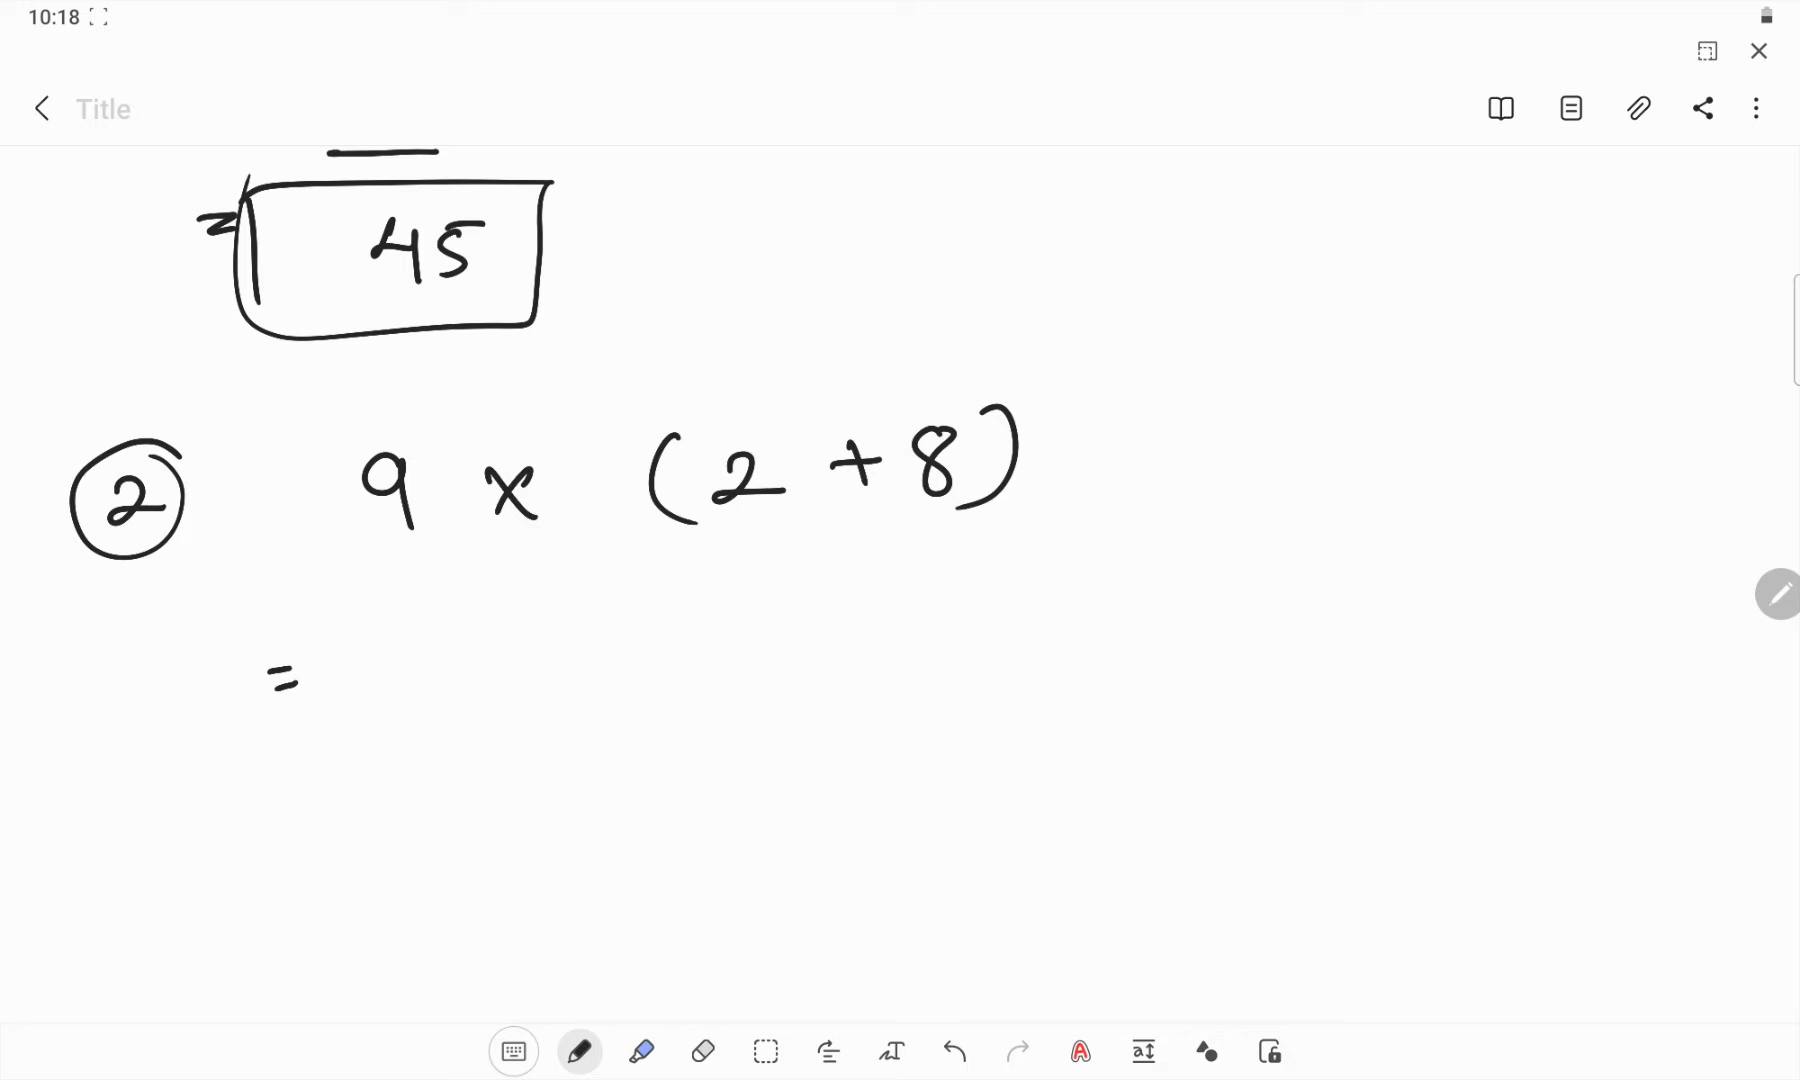 10:18
Title
= 45
2 9 x (2 + 8)
=